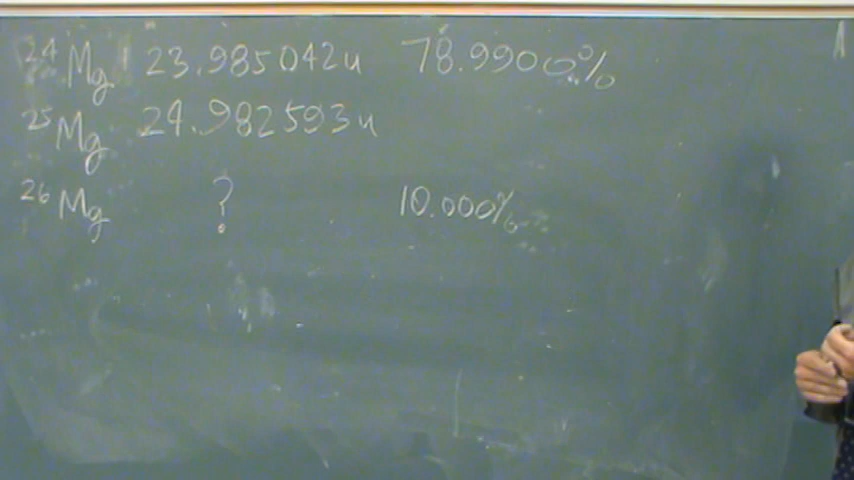 ²⁴Mg 23.985042u 78.9900%
²⁵Mg 24.982593u
²⁶Mg ? 10.000%
A